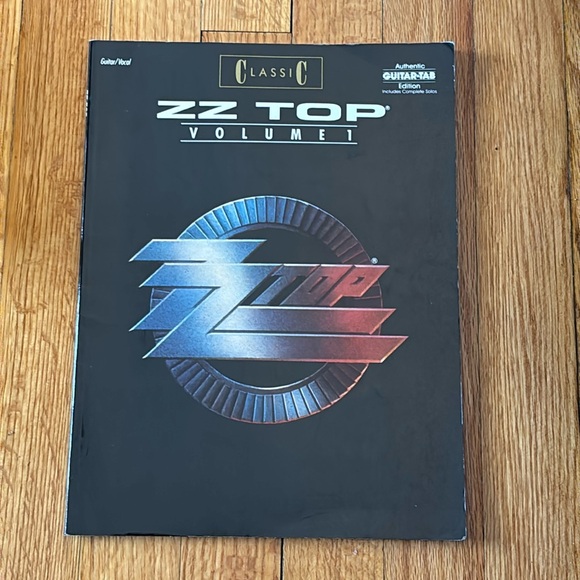 Guitar/Vocal
CLASSIC
Authentic
GUITAR-TAB
Edition
Includes Complete Solos
ZZ TOP®
VOLUME 1
ZZ TOP®